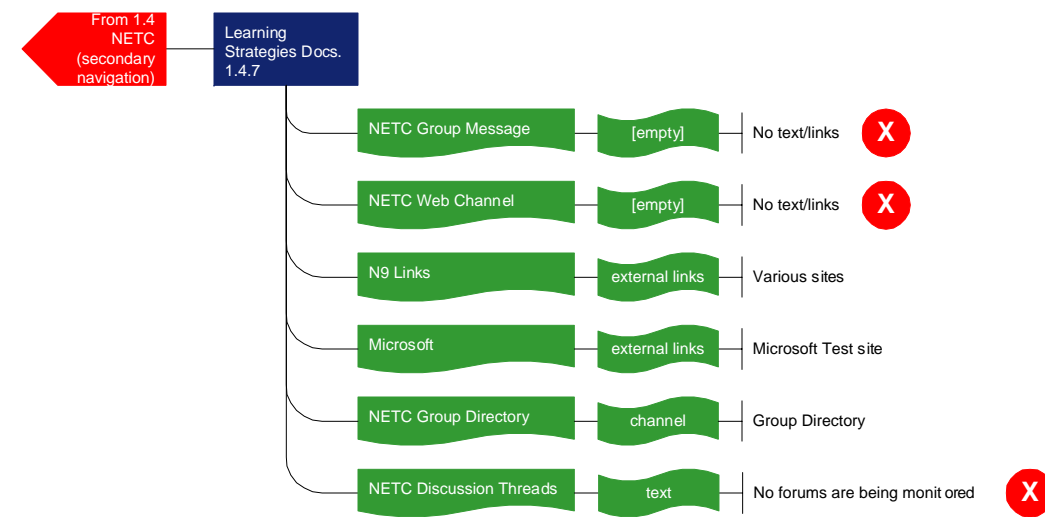 From 1.4
NETC
(secondary
navigation)
Learning
Strategies Docs.
1.4.7
NETC Group Message
[empty]
No text/links
X
NETC Web Channel
[empty]
No text/links
X
N9 Links
external links
Various sites
Microsoft
external links
Microsoft Test site
NETC Group Directory
channel
Group Directory
NETC Discussion Threads
text
No forums are being monitored
X